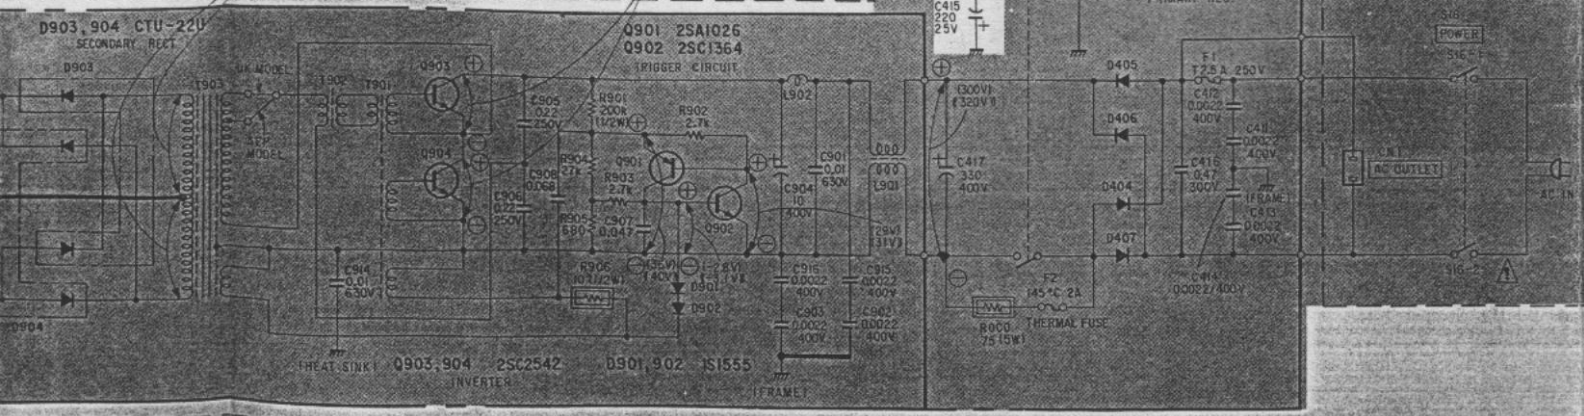 D903, 904 CTU-22U
SECONDARY RECT
D903
D904
T903
UK MODEL
AEP
MODEL
T902
T901
Q903
Q904
Q901 2SA1026
Q902 2SC1364
TRIGGER CIRCUIT
C905
0.22
250V
C906
0.22
250V
C908
0.068
R901
200k
(1/2W)
R902
2.7k
R904
27k
Q901
R903
2.7k
R905
680
C907
0.047
Q902
R906
D901
D902
C914
0.01
630V
(HEAT SINK)
Q903, 904 2SC2542
INVERTER
D901, 902 1S1555
L902
C904
10
400V
C901
0.01
630V
L901
(29V)
(31V)
C916
0.0022
400V
C915
0.0022
400V
C903
0.0022
400V
C902
0.0022
400V
(FRAME)
C415
220
25V
(300V)
(320V)
C417
330
400V
D405
D406
D404
D407
F2
145°C 2A
THERMAL FUSE
75 (5W)
F1
T2.5A 250V
C412
0.0022
400V
C411
0.0022
400V
C416
0.47
300V
(FRAME)
C413
0.0022
400V
C414
0.0022/400V
CN1
AC OUTLET
S16
POWER
S16-1
S16-2
AC IN